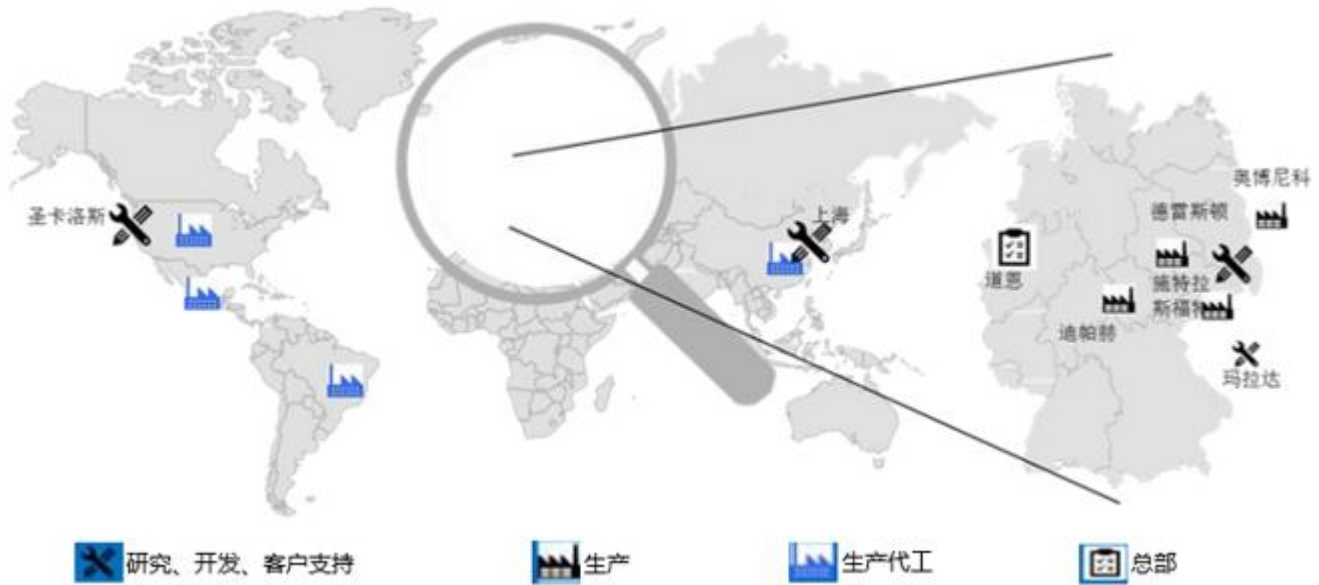 圣卡洛斯
上海
奥博尼科
德雷斯顿
道恩
施特拉
斯福特
迪帕赫
玛拉达
研究、开发、客户支持
生产
生产代工
总部